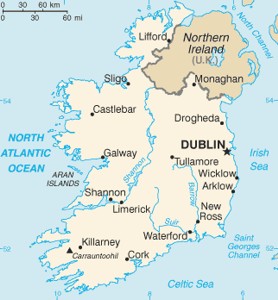 0 30 60 km
0 30 60 mi
North Channel
Lifford
Northern
Ireland
(U.K.)
Sligo
Monaghan
54
54
Castlebar
Drogheda
NORTH
ATLANTIC
OCEAN
Galway
DUBLIN
Irish
Sea
Tullamore
ARAN
ISLANDS
Shannon
Wicklow
Arklow
Barrow
Shannon
Limerick
New
Ross
Suir
Killarney
Waterford
Saint
Georges
Channel
Carrauntoohil
52
52
Cork
Celtic Sea